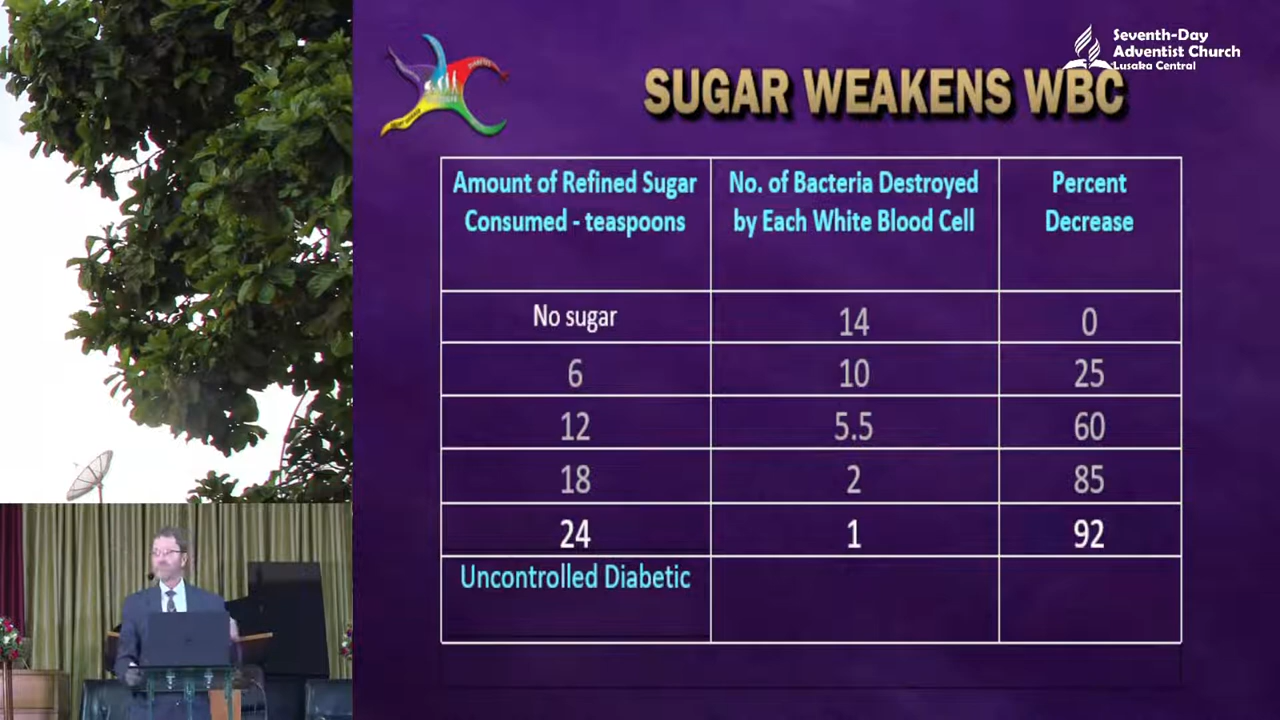 Seventh-Day
Adventist Church
Lusaka Central
SUGAR WEAKENS WBC
Amount of Refined Sugar
Consumed - teaspoons
No. of Bacteria Destroyed
by Each White Blood Cell
Percent
Decrease
No sugar 14 0
6 10 25
12 5.5 60
18 2 85
24 1 92
Uncontrolled Diabetic